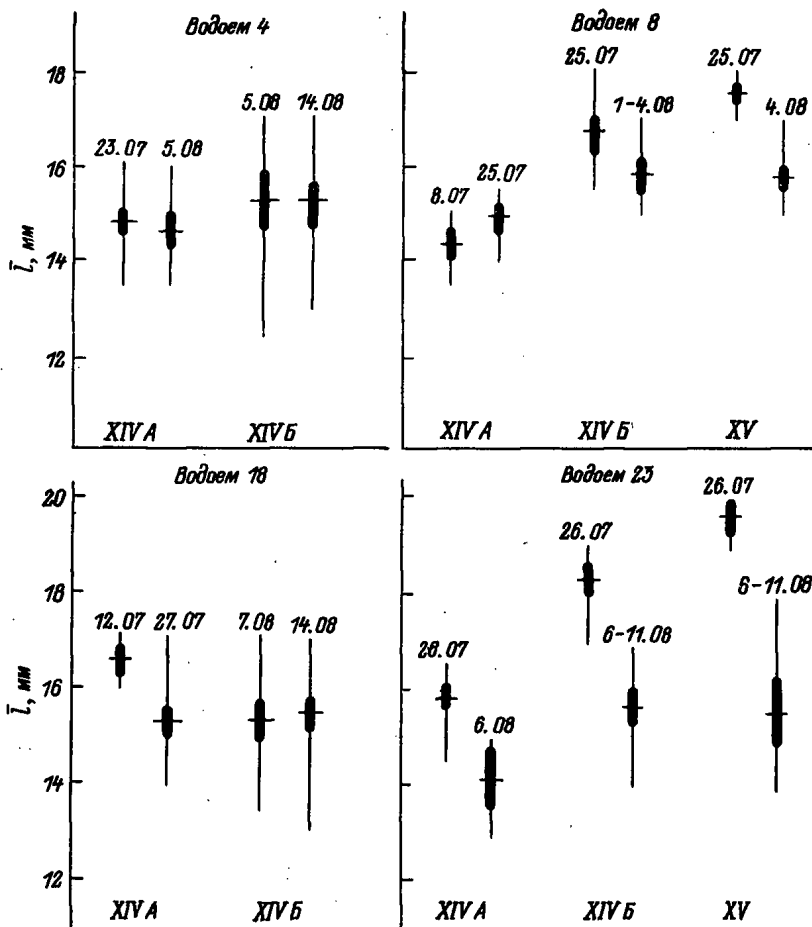 Водоем 4
18
16
14
12
l̄, мм
23.07
5.08
5.08
14.08
XIV А
XIV Б
Водоем 8
8.07
25.07
25.07
1-4.08
25.07
4.08
XIV А
XIV Б
XV
Водоем 18
20
18
16
14
12
l̄, мм
12.07
27.07
7.08
14.08
XIV А
XIV Б
Водоем 23
26.07
6.08
26.07
6-11.08
26.07
6-11.08
XIV А
XIV Б
XV